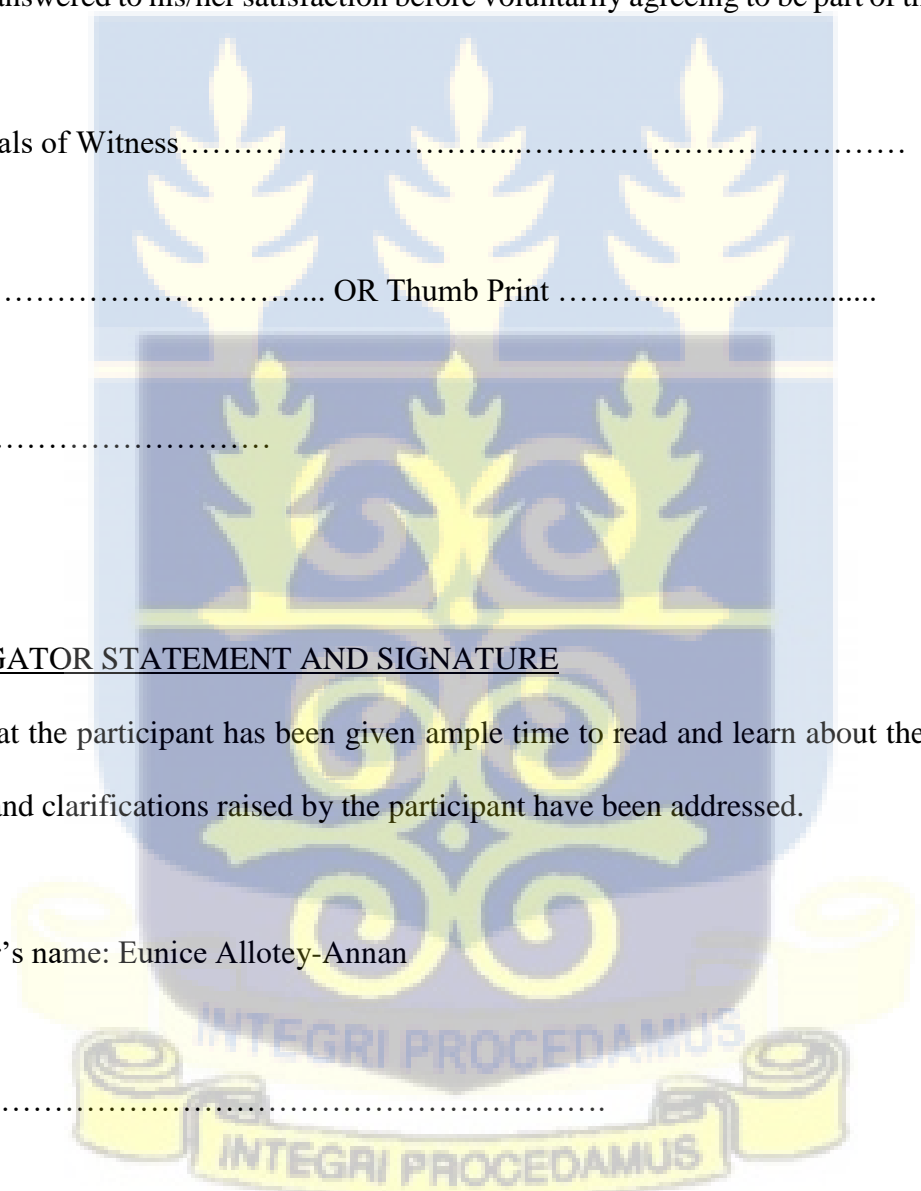 answered to his/her satisfaction before voluntarily agreeing to be part of
als of Witness…………………………...………………………………
…………………………... OR Thumb Print ………............................
………………………
GATOR STATEMENT AND SIGNATURE
at the participant has been given ample time to read and learn about the
and clarifications raised by the participant have been addressed.
’s name: Eunice Allotey-Annan
INTEGRI PROCEDAMUS
…………………………………………………….
INTEGRI PROCEDAMUS